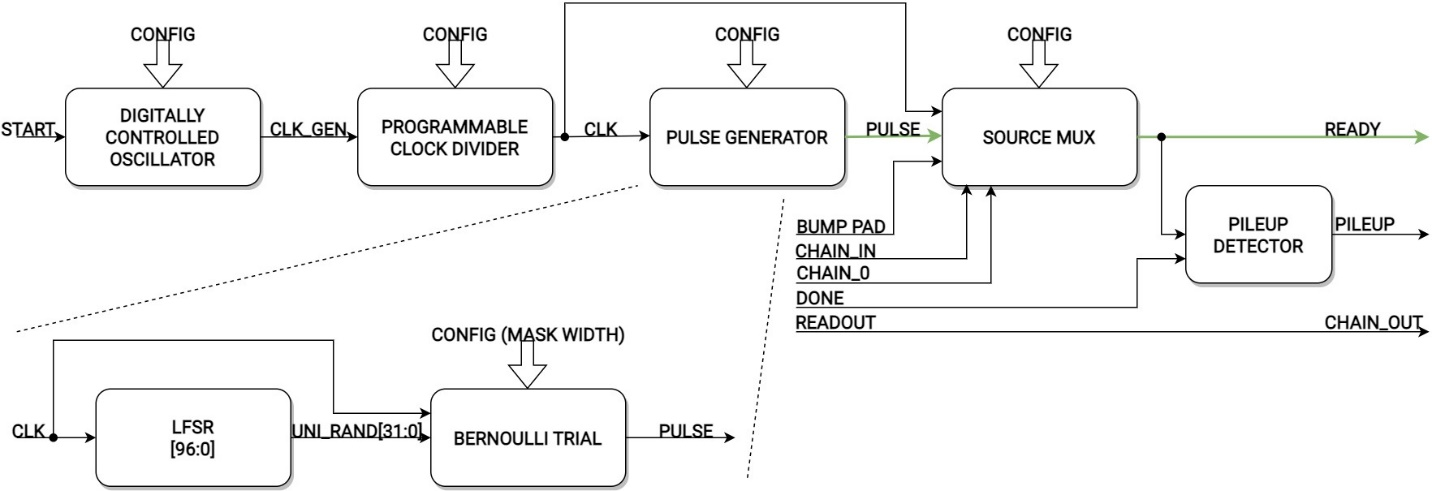 CONFIG
CONFIG
CONFIG
CONFIG
START
DIGITALLY
CONTROLLED
OSCILLATOR
CLK_GEN
PROGRAMMABLE
CLOCK DIVIDER
CLK
PULSE GENERATOR
PULSE
SOURCE MUX
READY
BUMP PAD
CHAIN_IN
CHAIN_0
DONE
READOUT
PILEUP
DETECTOR
PILEUP
CHAIN_OUT
CONFIG (MASK WIDTH)
CLK
LFSR
[96:0]
UNI_RAND[31:0]
BERNOULLI TRIAL
PULSE